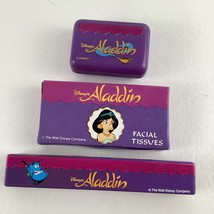 Disney's
Aladdin
Disney's
Aladdin
© The Walt Disney Company
FACIAL
TISSUES
Disney's Aladdin
© The Walt Disney Company